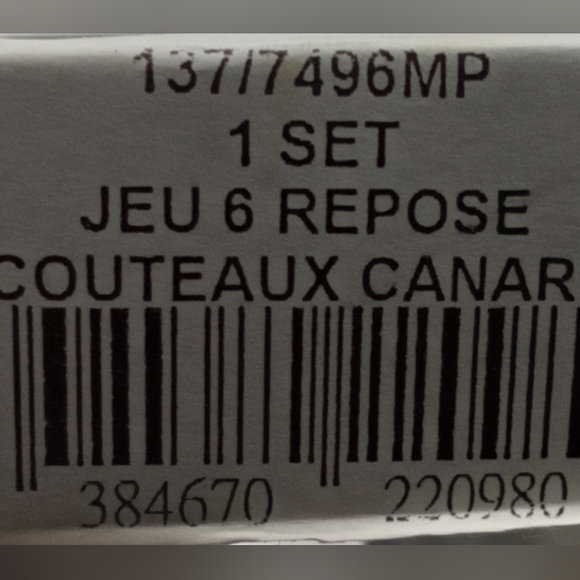 137/7496MP
1 SET
JEU 6 REPOSE
COUTEAUX CANAR
384670 220980